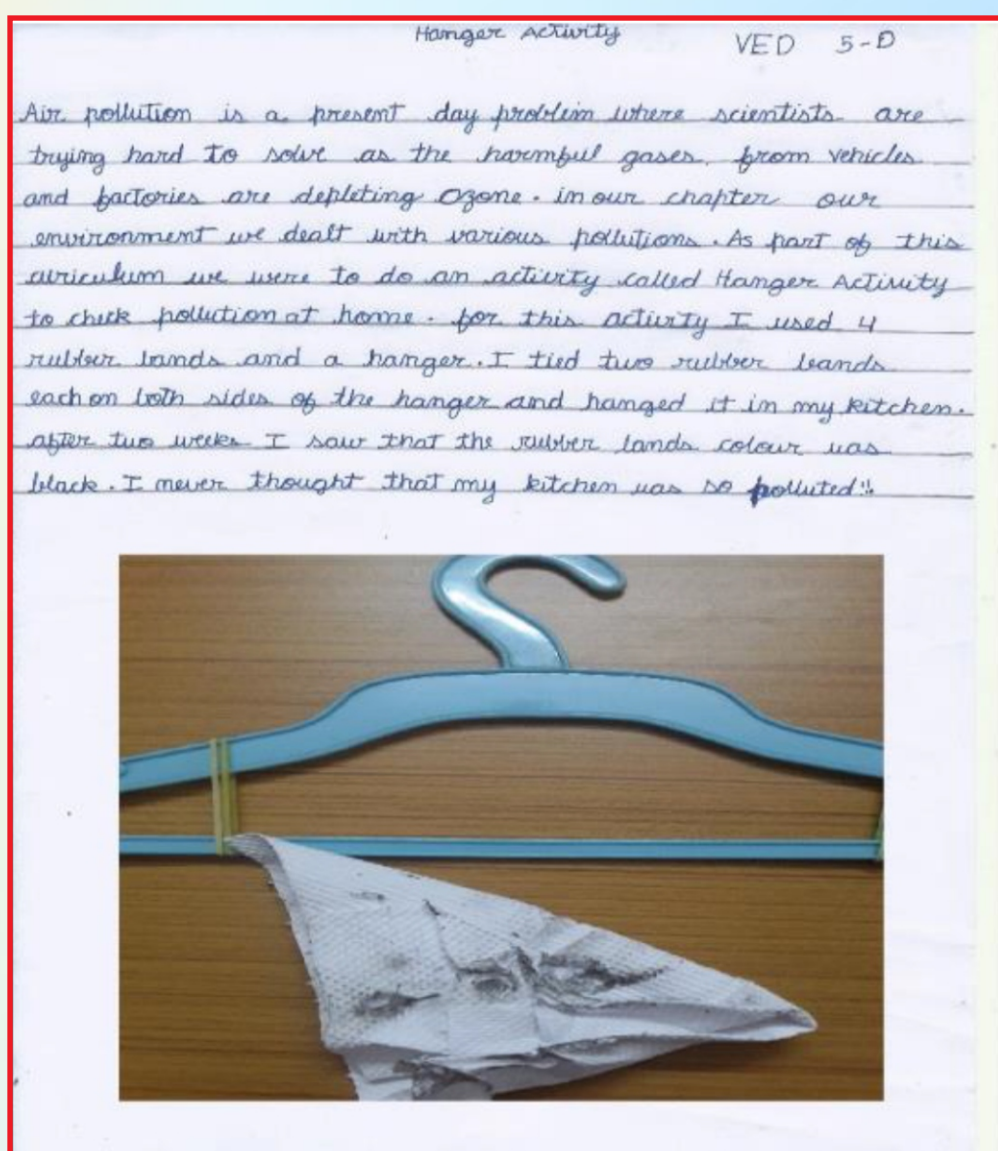 Hanger Activity
VED 5-D
Air pollution is a present day problem where scientists are
trying hard to solve as the harmful gases from vehicles
and factories are depleting Ozone. in our chapter our
environment we dealt with various pollutions. As part of this
curiculum we were to do an activity called Hanger Activity
to check pollution at home. for this activity I used 4
rubber bands and a hanger. I tied two rubber bands
each on both sides of the hanger and hanged it in my kitchen.
after two weeks I saw that the rubber bands colour was
black. I never thought that my kitchen was so polluted!!